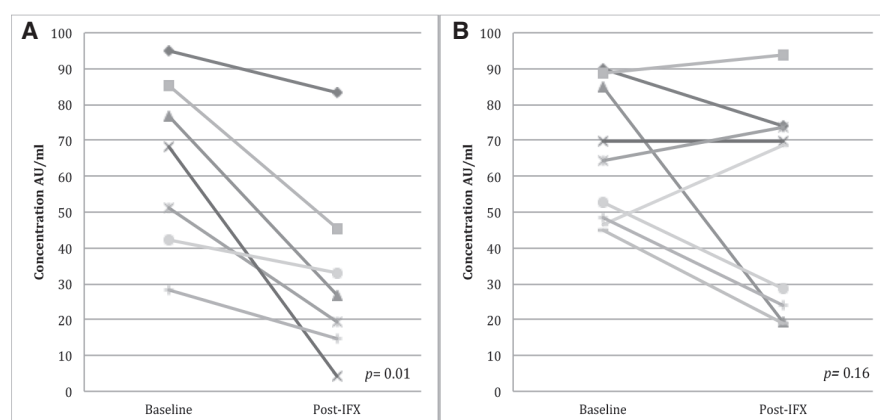 A
100
90
80
70
60
50
40
30
20
10
0
Concentration AU/ml
p= 0.01
Baseline
Post-IFX
B
100
90
80
70
60
50
40
30
20
10
0
Concentration AU/ml
p= 0.16
Baseline
Post-IFX